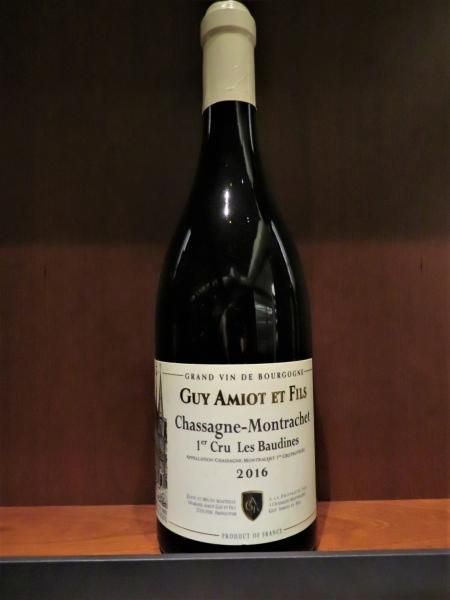 GRAND VIN DE BOURGOGNE
GUY AMIOT ET FILS
Chassagne-Montrachet
1er Cru Les Baudines
APPELLATION CHASSAGNE-MONTRACHET 1ER CRU
2016
PRODUCT OF FRANCE